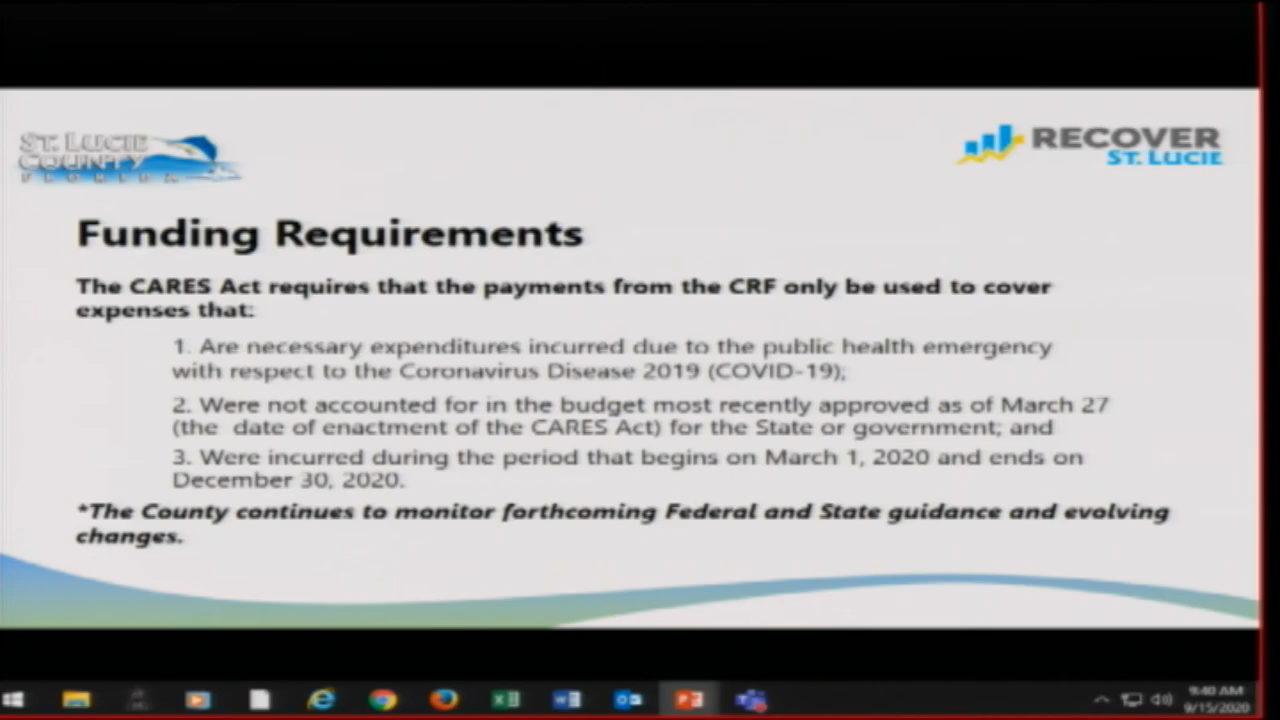 ST. LUCIE
COUNTY
FLORIDA
RECOVER
ST. LUCIE
Funding Requirements
The CARES Act requires that the payments from the CRF only be used to cover
expenses that:
1. Are necessary expenditures incurred due to the public health emergency
with respect to the Coronavirus Disease 2019 (COVID-19);
2. Were not accounted for in the budget most recently approved as of March 27
(the date of enactment of the CARES Act) for the State or government; and
3. Were incurred during the period that begins on March 1, 2020 and ends on
December 30, 2020.
*The County continues to monitor forthcoming Federal and State guidance and evolving
changes.
9:40 AM
9/15/2020